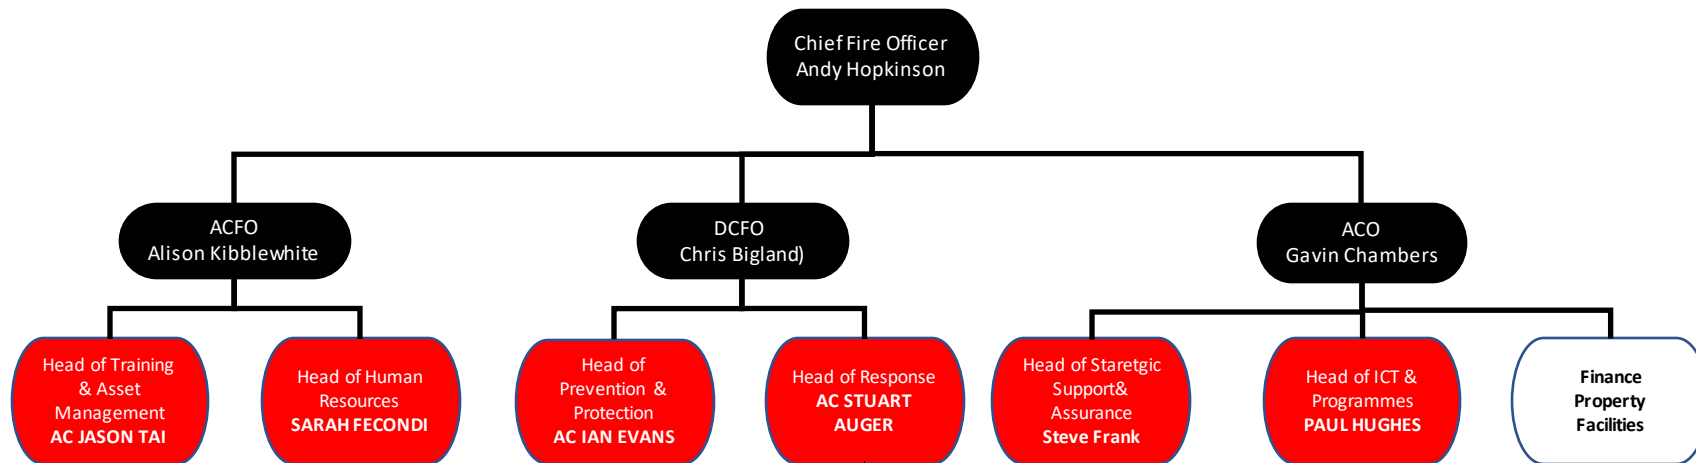 Chief Fire Officer
Andy Hopkinson
ACFO
Alison Kibblewhite
DCFO
Chris Bigland)
ACO
Gavin Chambers
Head of Training
& Asset
Management
AC JASON TAI
Head of Human
Resources
SARAH FECONDI
Head of
Prevention &
Protection
AC IAN EVANS
Head of Response
AC STUART
AUGER
Head of Staretgic
Support&
Assurance
Steve Frank
Head of ICT &
Programmes
PAUL HUGHES
Finance
Property
Facilities